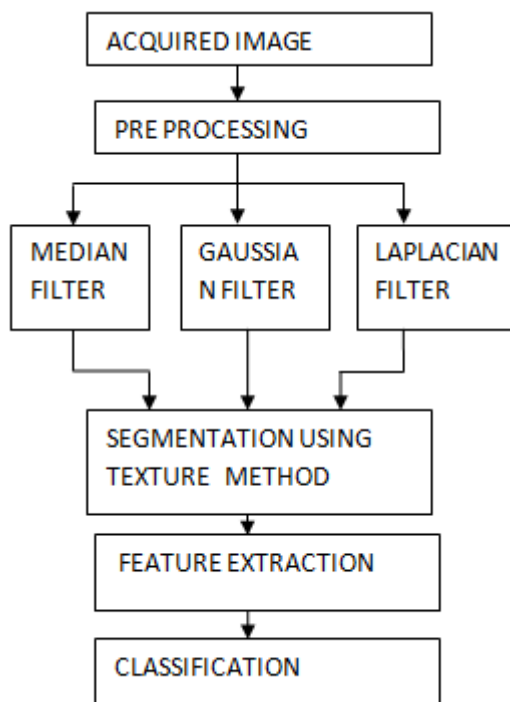 ACQUIRED IMAGE
PRE PROCESSING
MEDIAN
FILTER
GAUSSIA
N FILTER
LAPLACIAN
FILTER
SEGMENTATION USING
TEXTURE METHOD
FEATURE EXTRACTION
CLASSIFICATION